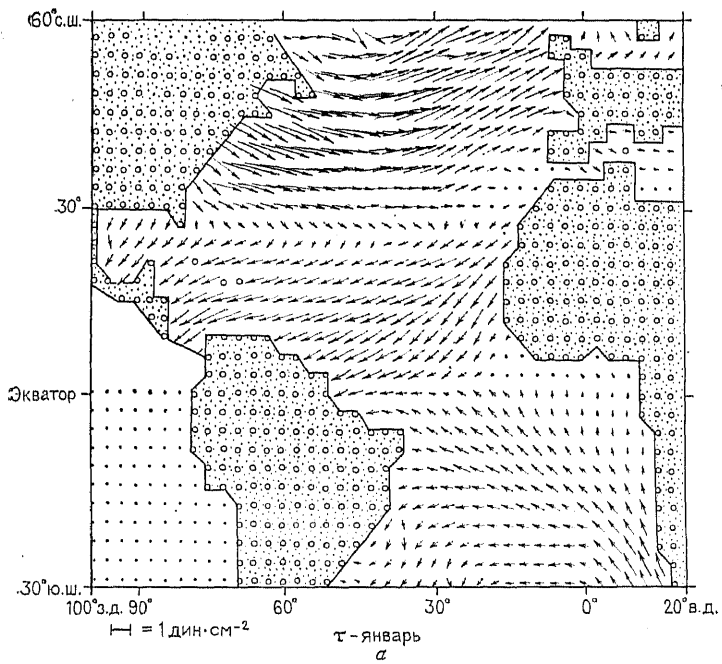 60° с.ш.
30°
Экватор
30° ю.ш.
100° з.д. 90° 60° 30° 0° 20° в.д.
= 1 дин·см⁻²
τ - январь
а